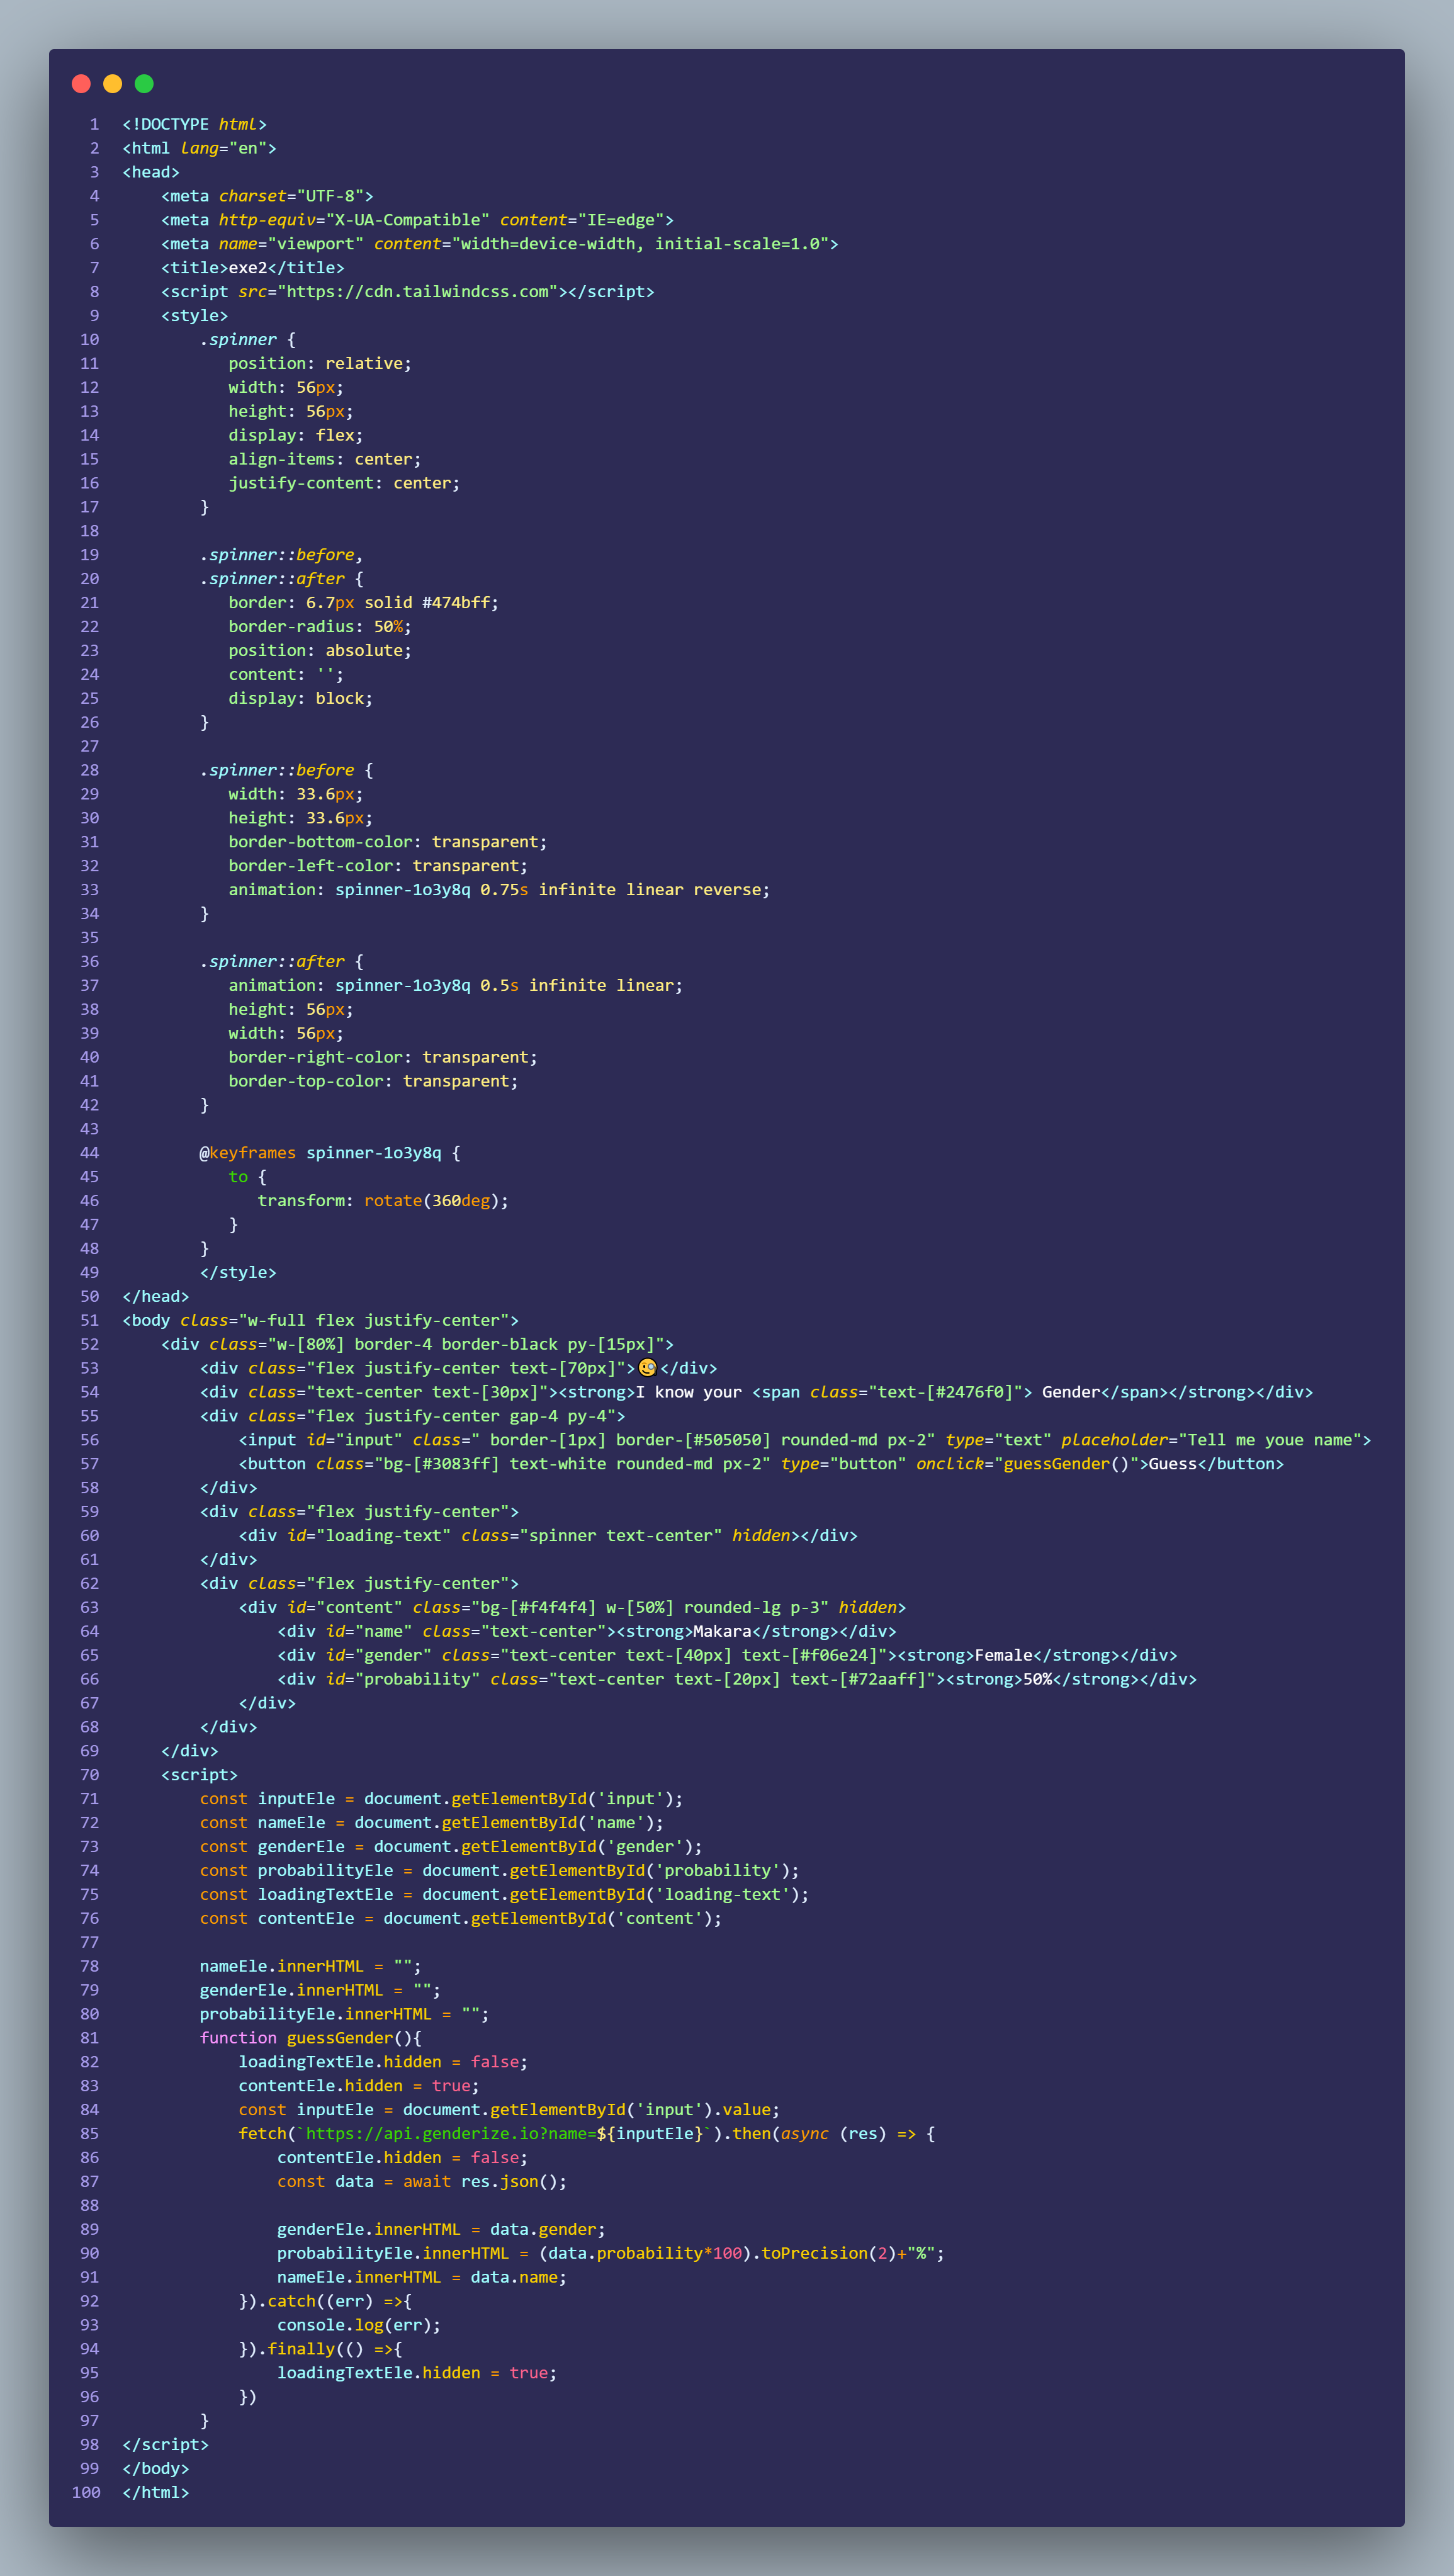 1 <!DOCTYPE html>
2 <html lang="en">
3 <head>
4     <meta charset="UTF-8">
5     <meta http-equiv="X-UA-Compatible" content="IE=edge">
6     <meta name="viewport" content="width=device-width, initial-scale=1.0">
7     <title>exe2</title>
8     <script src="https://cdn.tailwindcss.com"></script>
9     <style>
10         .spinner {
11            position: relative;
12            width: 56px;
13            height: 56px;
14            display: flex;
15            align-items: center;
16            justify-content: center;
17         }
18
19         .spinner::before,
20         .spinner::after {
21            border: 6.7px solid #474bff;
22            border-radius: 50%;
23            position: absolute;
24            content: '';
25            display: block;
26         }
27
28         .spinner::before {
29            width: 33.6px;
30            height: 33.6px;
31            border-bottom-color: transparent;
32            border-left-color: transparent;
33            animation: spinner-1o3y8q 0.75s infinite linear reverse;
34         }
35
36         .spinner::after {
37            animation: spinner-1o3y8q 0.5s infinite linear;
38            height: 56px;
39            width: 56px;
40            border-right-color: transparent;
41            border-top-color: transparent;
42         }
43
44         @keyframes spinner-1o3y8q {
45            to {
46               transform: rotate(360deg);
47            }
48         }
49         </style>
50 </head>
51 <body class="w-full flex justify-center">
52     <div class="w-[80%] border-4 border-black py-[15px]">
53         <div class="flex justify-center text-[70px]">🧐</div>
54         <div class="text-center text-[30px]"><strong>I know your <span class="text-[#2476f0]"> Gender</span></strong></div>
55         <div class="flex justify-center gap-4 py-4">
56             <input id="input" class=" border-[1px] border-[#505050] rounded-md px-2" type="text" placeholder="Tell me youe name">
57             <button class="bg-[#3083ff] text-white rounded-md px-2" type="button" onclick="guessGender()">Guess</button>
58         </div>
59         <div class="flex justify-center">
60             <div id="loading-text" class="spinner text-center" hidden></div>
61         </div>
62         <div class="flex justify-center">
63             <div id="content" class="bg-[#f4f4f4] w-[50%] rounded-lg p-3" hidden>
64                 <div id="name" class="text-center"><strong>Makara</strong></div>
65                 <div id="gender" class="text-center text-[40px] text-[#f06e24]"><strong>Female</strong></div>
66                 <div id="probability" class="text-center text-[20px] text-[#72aaff]"><strong>50%</strong></div>
67             </div>
68         </div>
69     </div>
70     <script>
71         const inputEle = document.getElementById('input');
72         const nameEle = document.getElementById('name');
73         const genderEle = document.getElementById('gender');
74         const probabilityEle = document.getElementById('probability');
75         const loadingTextEle = document.getElementById('loading-text');
76         const contentEle = document.getElementById('content');
77
78         nameEle.innerHTML = "";
79         genderEle.innerHTML = "";
80         probabilityEle.innerHTML = "";
81         function guessGender(){
82             loadingTextEle.hidden = false;
83             contentEle.hidden = true;
84             const inputEle = document.getElementById('input').value;
85             fetch(`https://api.genderize.io?name=${inputEle}`).then(async (res) => {
86                 contentEle.hidden = false;
87                 const data = await res.json();
88
89                 genderEle.innerHTML = data.gender;
90                 probabilityEle.innerHTML = (data.probability*100).toPrecision(2)+"%";
91                 nameEle.innerHTML = data.name;
92             }).catch((err) =>{
93                 console.log(err);
94             }).finally(() =>{
95                 loadingTextEle.hidden = true;
96             })
97         }
98 </script>
99 </body>
100 </html>